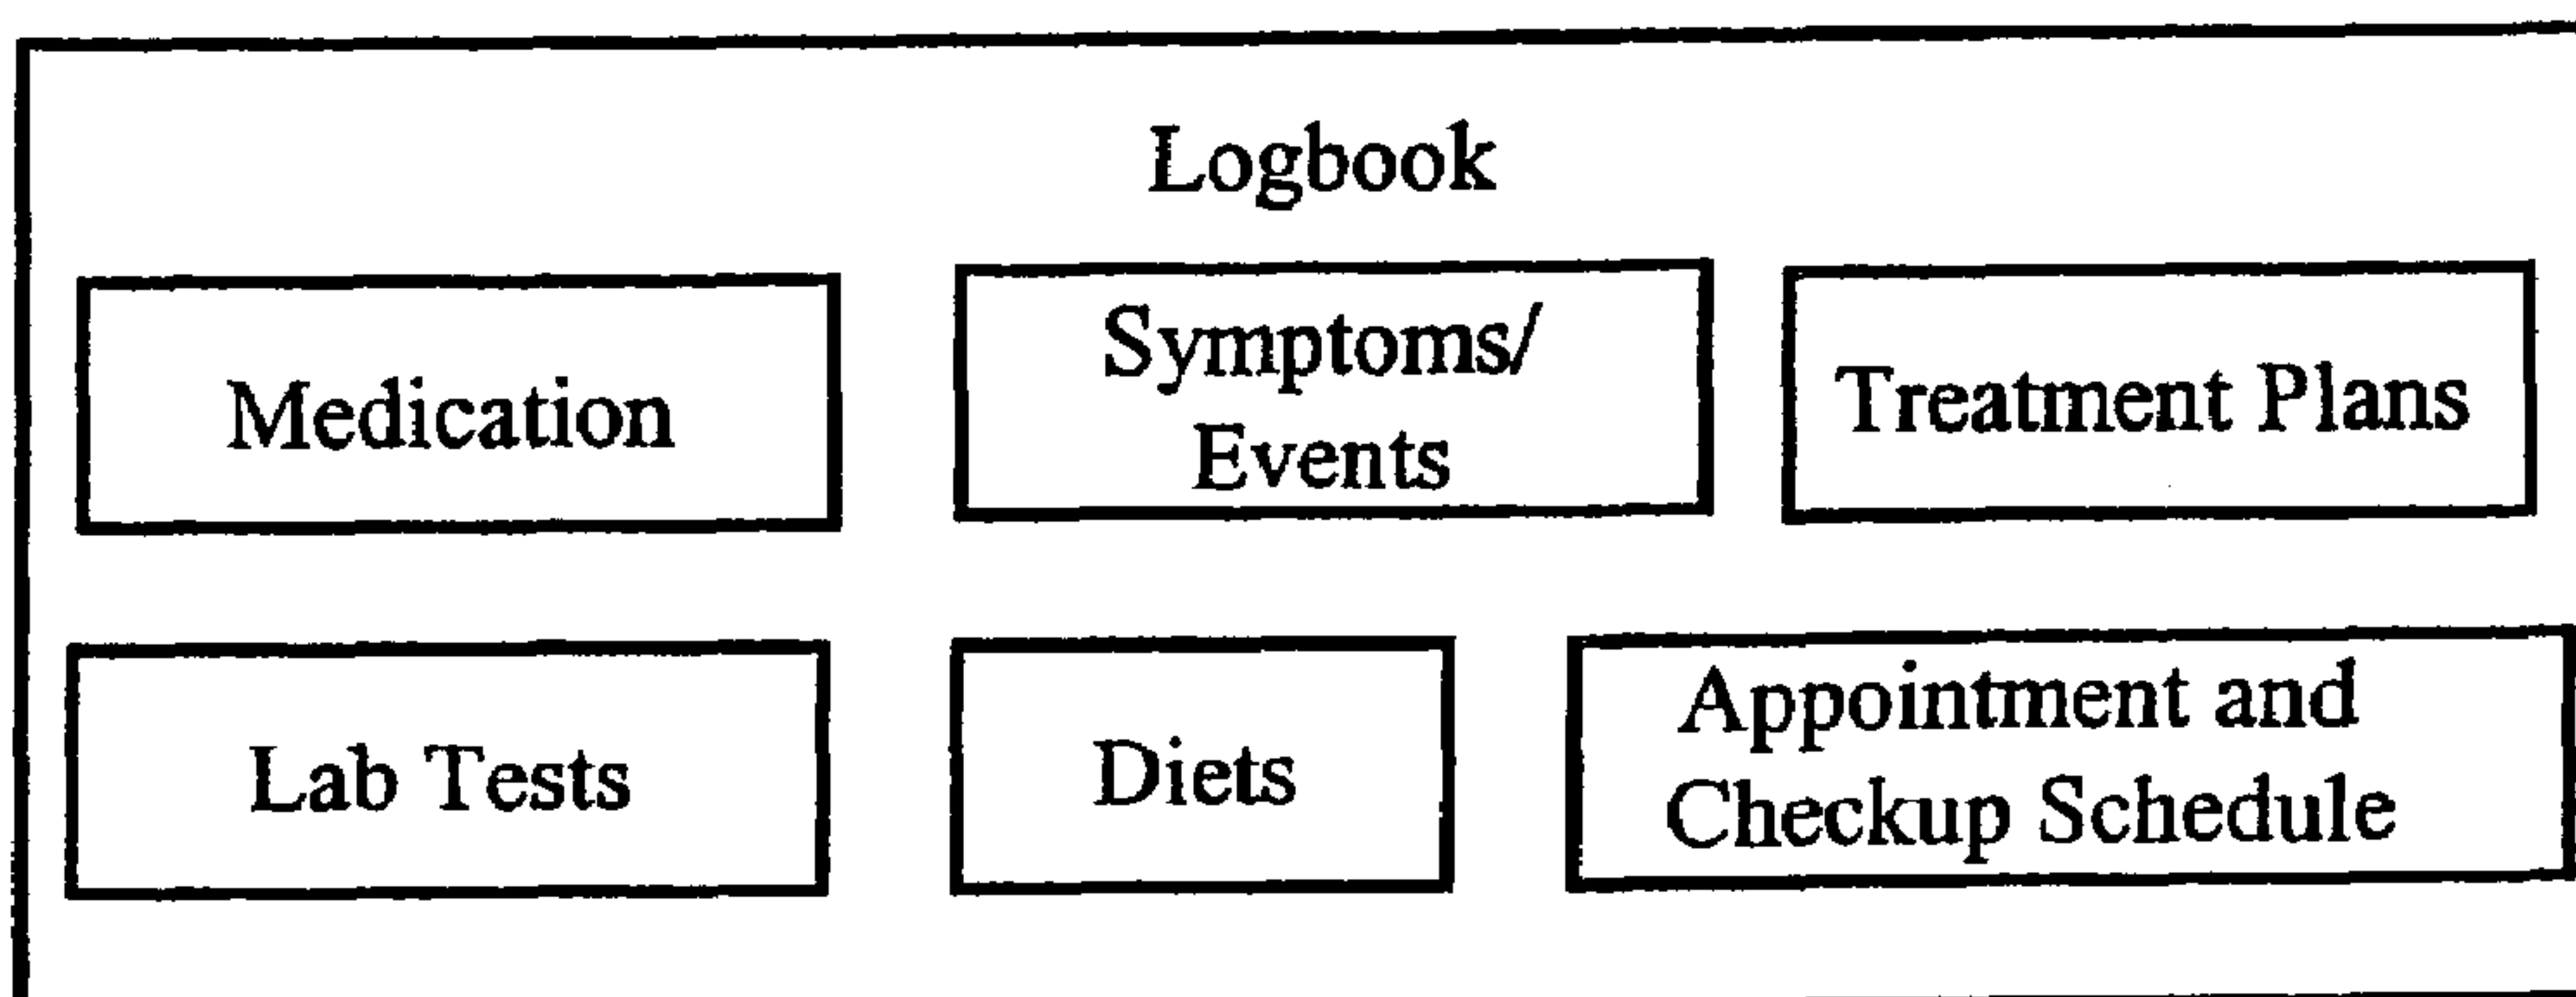 Logbook
Medication
Symptoms/
Events
Treatment Plans
Lab Tests
Diets
Appointment and
Checkup Schedule